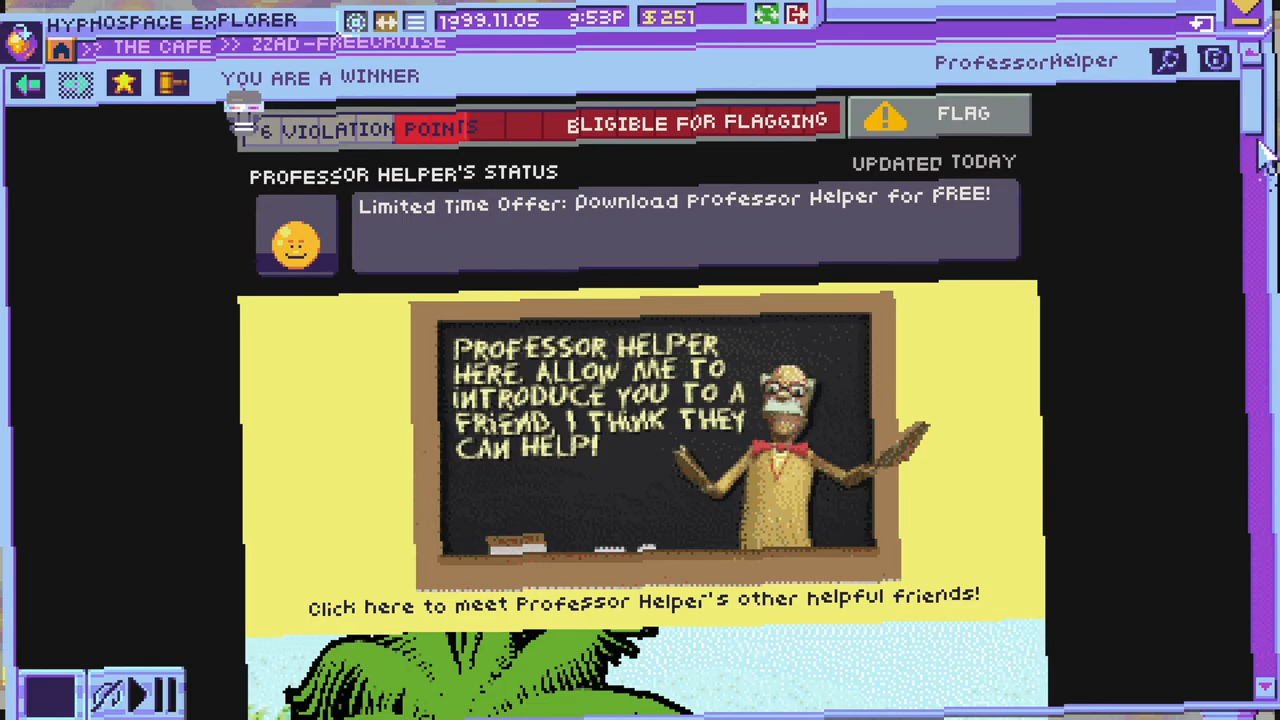 HYPNOSPACE EXPLORER
1999.11.05 9:53P $ 251
>> THE CAFE >> ZZAD-FREECRUISE
YOU ARE A WINNER
ProfessorHelper
6 VIOLATION POINTS ELIGIBLE FOR FLAGGING
FLAG
PROFESSOR HELPER'S STATUS
UPDATED TODAY
Limited Time Offer: Download Professor Helper for FREE!
PROFESSOR HELPER
HERE. ALLOW ME TO
INTRODUCE YOU TO A
FRIEND, I THINK THEY
CAN HELP!
Click here to meet Professor Helper's other helpful friends!